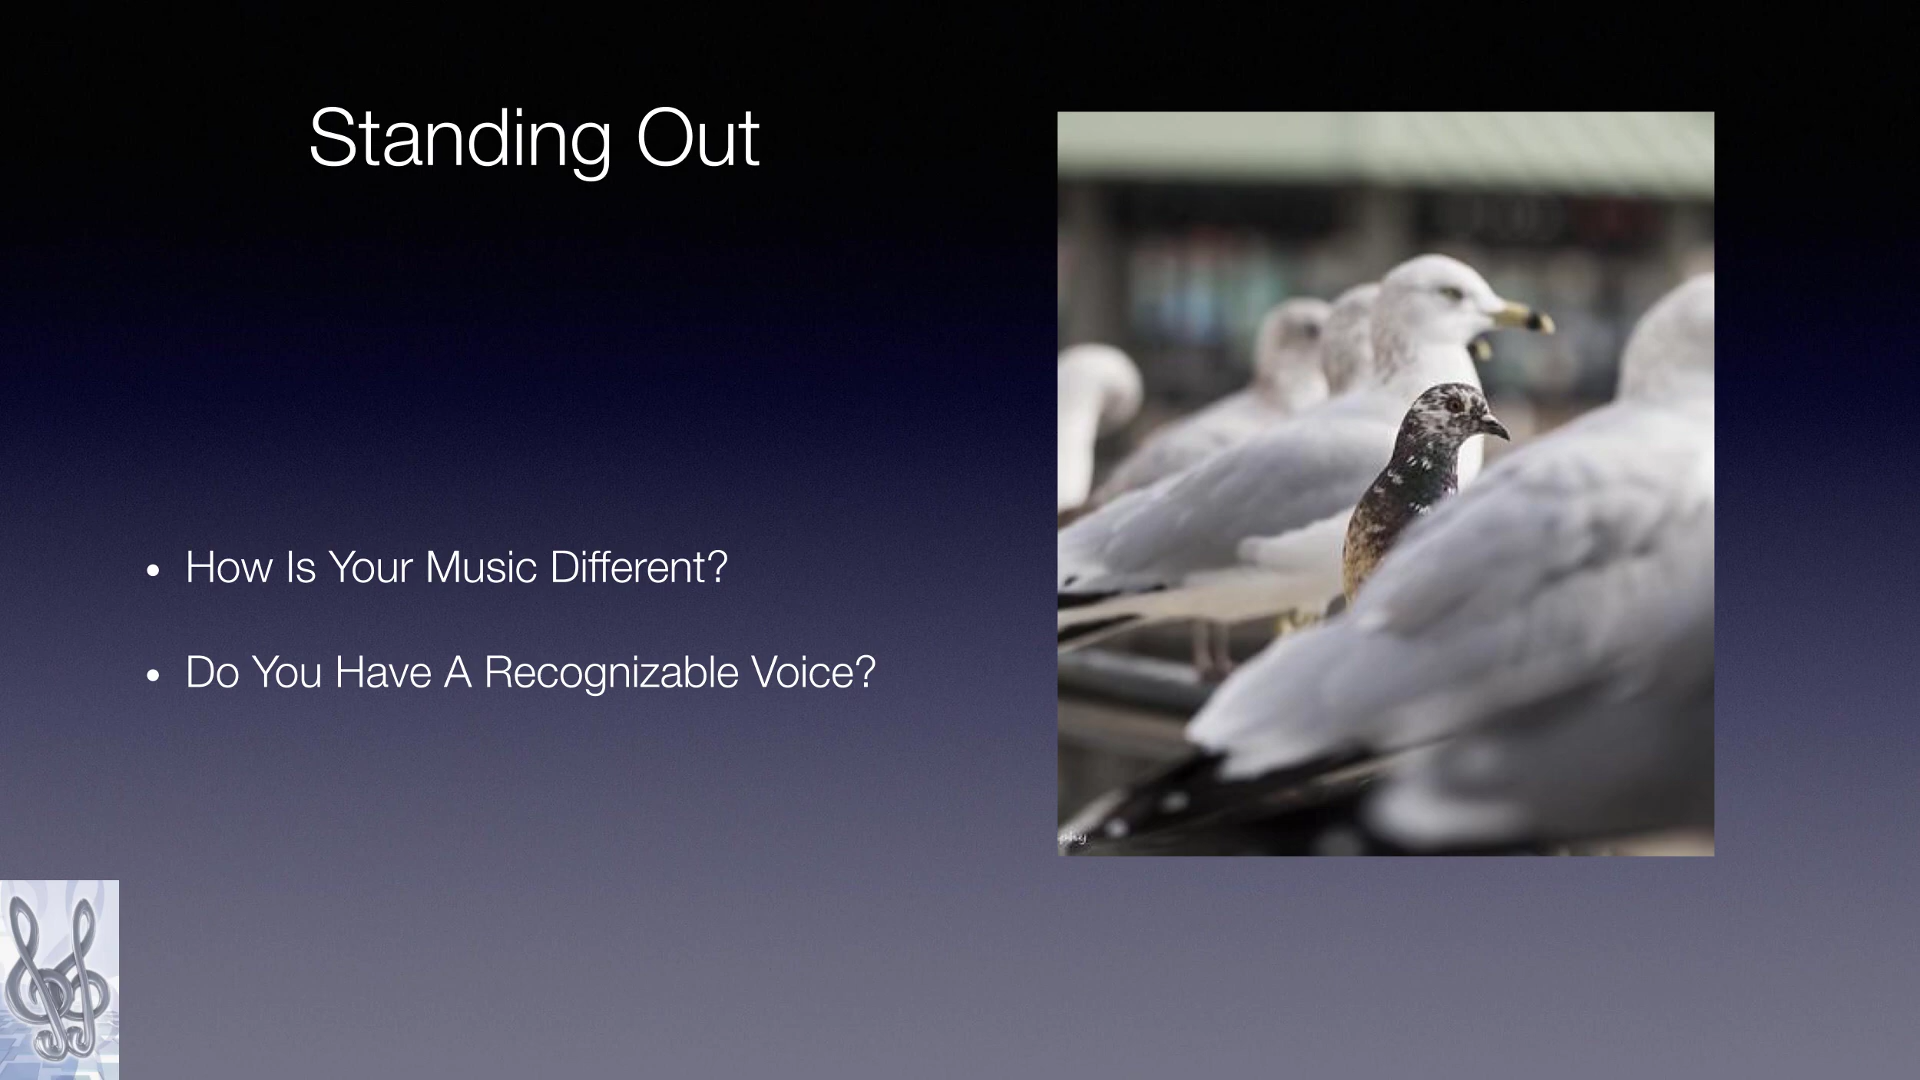 Standing Out
• How Is Your Music Different?
• Do You Have A Recognizable Voice?